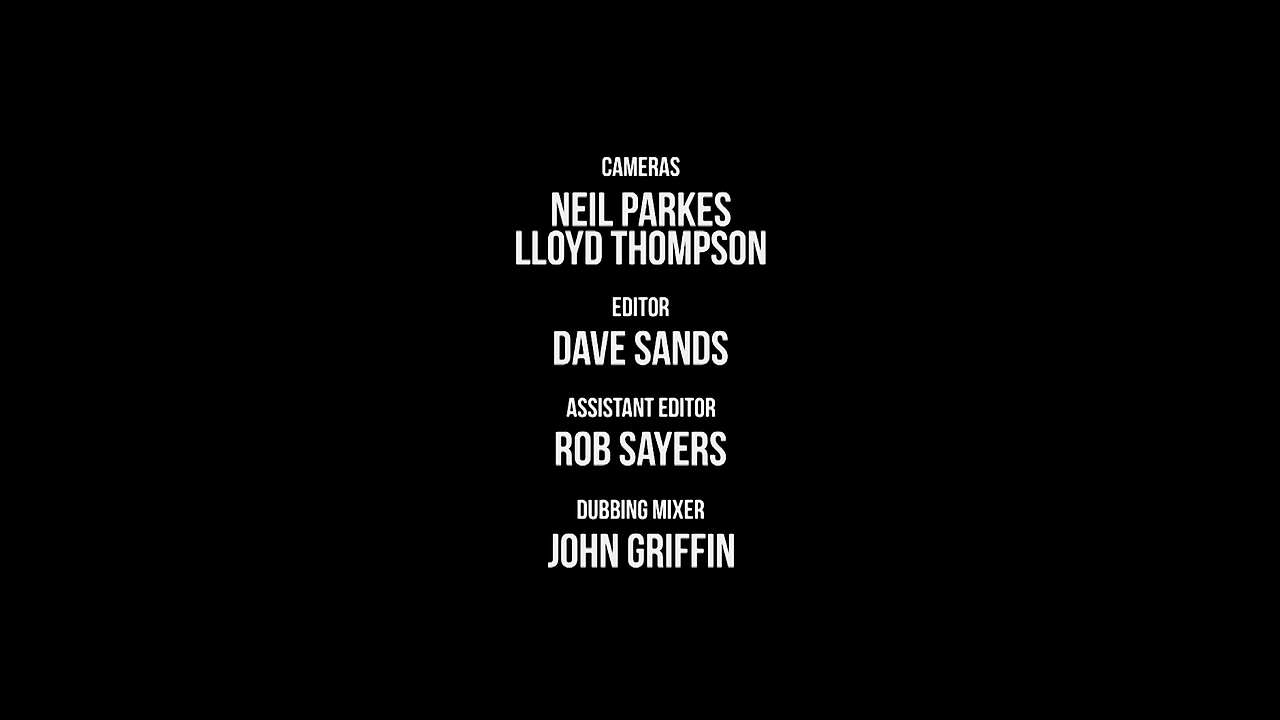 CAMERAS
NEIL PARKES
LLOYD THOMPSON
EDITOR
DAVE SANDS
ASSISTANT EDITOR
ROB SAYERS
DUBBING MIXER
JOHN GRIFFIN